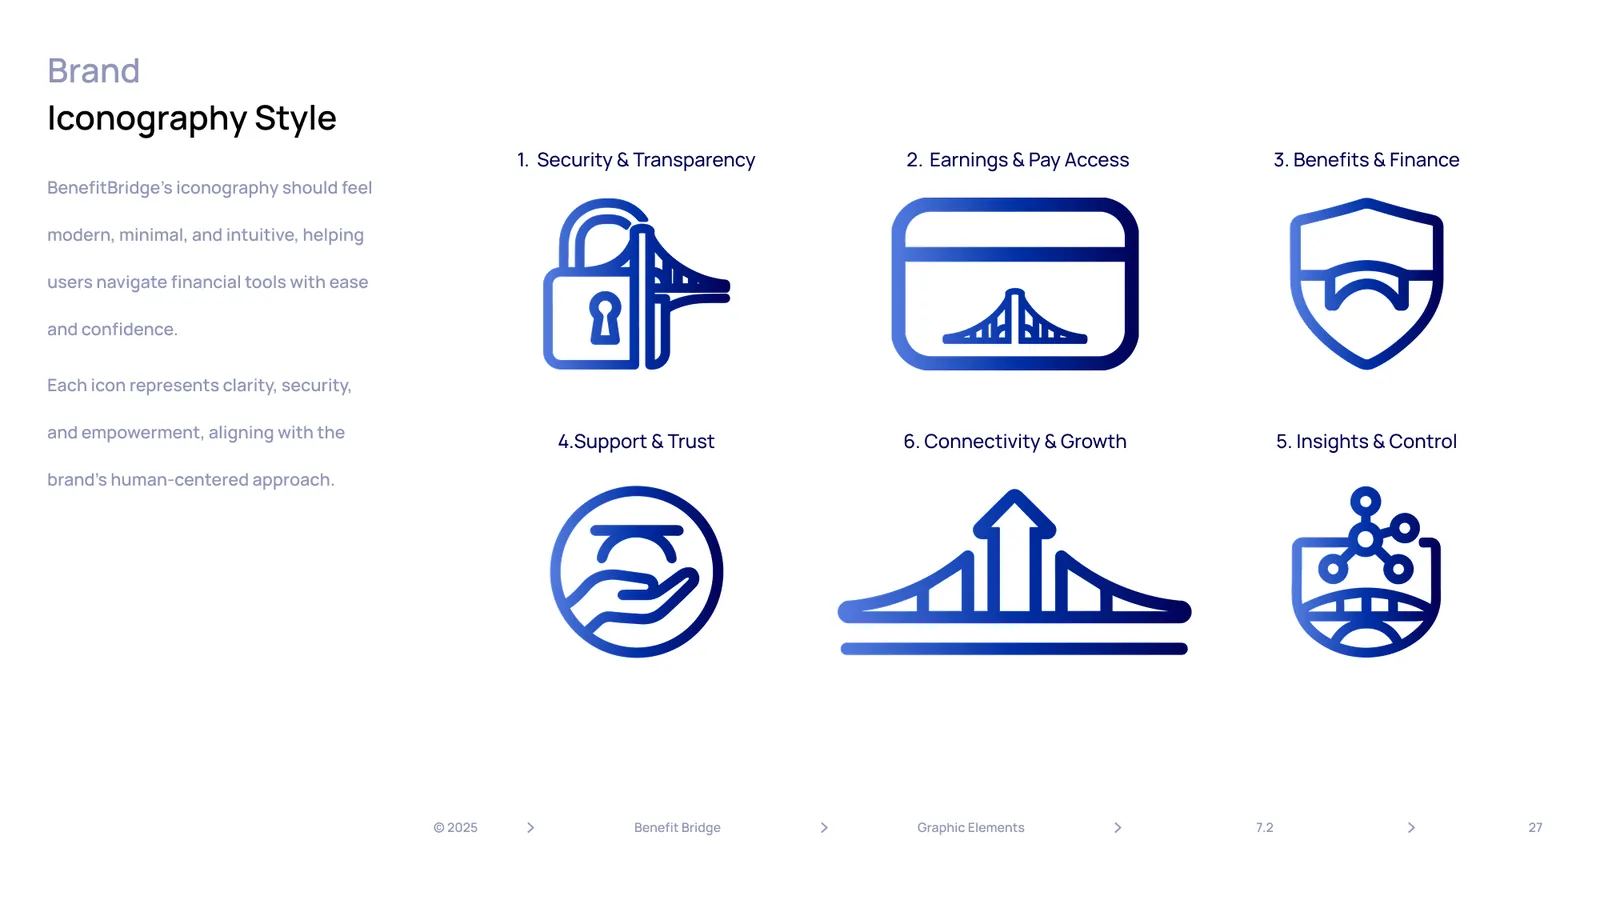 Brand
Iconography Style
BenefitBridge's iconography should feel
modern, minimal, and intuitive, helping
users navigate financial tools with ease
and confidence.
Each icon represents clarity, security,
and empowerment, aligning with the
brand's human-centered approach.
1. Security & Transparency
2. Earnings & Pay Access
3. Benefits & Finance
4.Support & Trust
6. Connectivity & Growth
5. Insights & Control
© 2025
Benefit Bridge
Graphic Elements
7.2
27